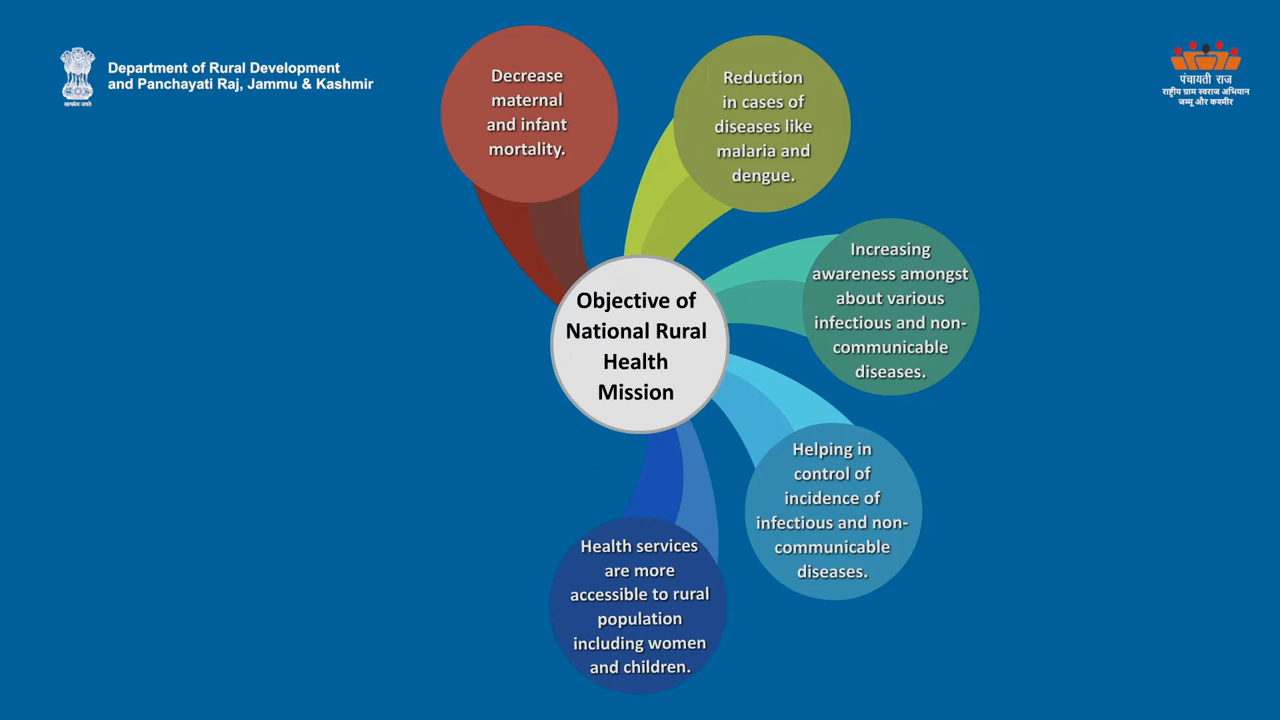 Department of Rural Development
and Panchayati Raj, Jammu & Kashmir
सत्यमेव जयते
पंचायती राज
राष्ट्रीय ग्राम स्वराज अभियान
जम्मू और कश्मीर
Decrease
maternal
and infant
mortality.
Reduction
in cases of
diseases like
malaria and
dengue.
Increasing
awareness amongst
about various
infectious and non-
communicable
diseases.
Objective of
National Rural
Health
Mission
Helping in
control of
incidence of
infectious and non-
communicable
diseases.
Health services
are more
accessible to rural
population
including women
and children.